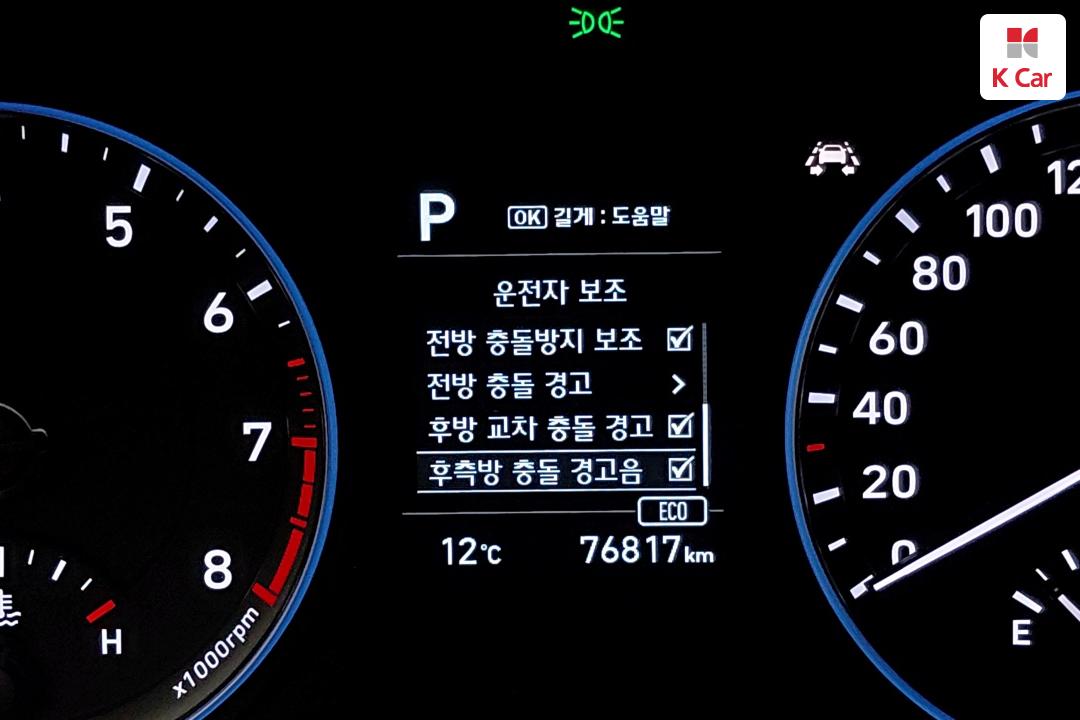 K Car
P
OK 길게 : 도움말
운전자 보조
전방 충돌방지 보조
전방 충돌 경고
후방 교차 충돌 경고
후측방 충돌 경고음
ECO
12℃ 76817km
5
6
7
8
x1000rpm
H
100
80
60
40
20
0
E